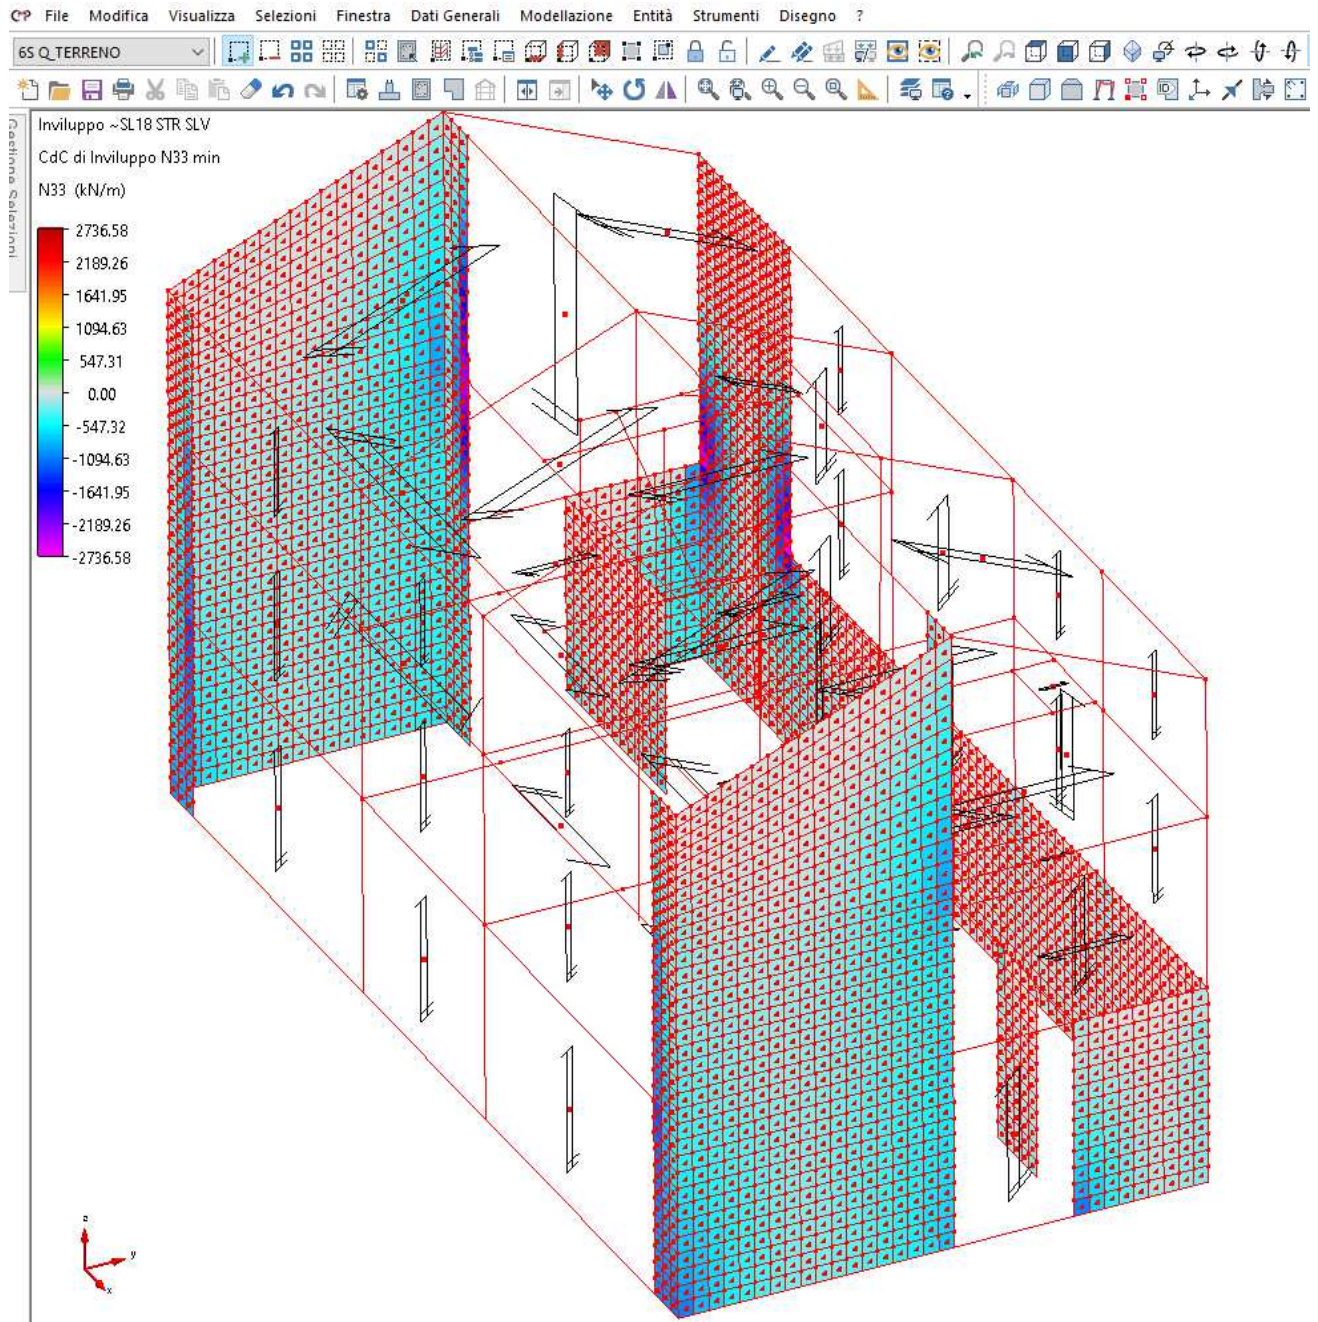 File Modifica Visualizza Selezioni Finestra Dati Generali Modellazione Entità Strumenti Disegno ?
6S Q_TERRENO
Gestione Selezioni
Inviluppo ~SL18 STR SLV
CdC di Inviluppo N33 min
N33 (kN/m)
2736.58
2189.26
1641.95
1094.63
547.31
0.00
-547.32
-1094.63
-1641.95
-2189.26
-2736.58
z
y
x